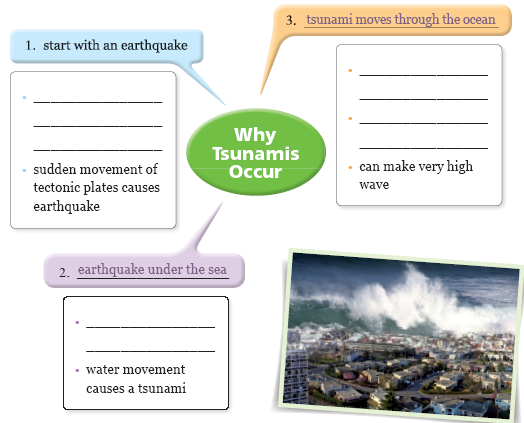 1. start with an earthquake
sudden movement of
tectonic plates causes
earthquake
Why
Tsunamis
Occur
2. earthquake under the sea
water movement
causes a tsunami
3. tsunami moves through the ocean
can make very high
wave